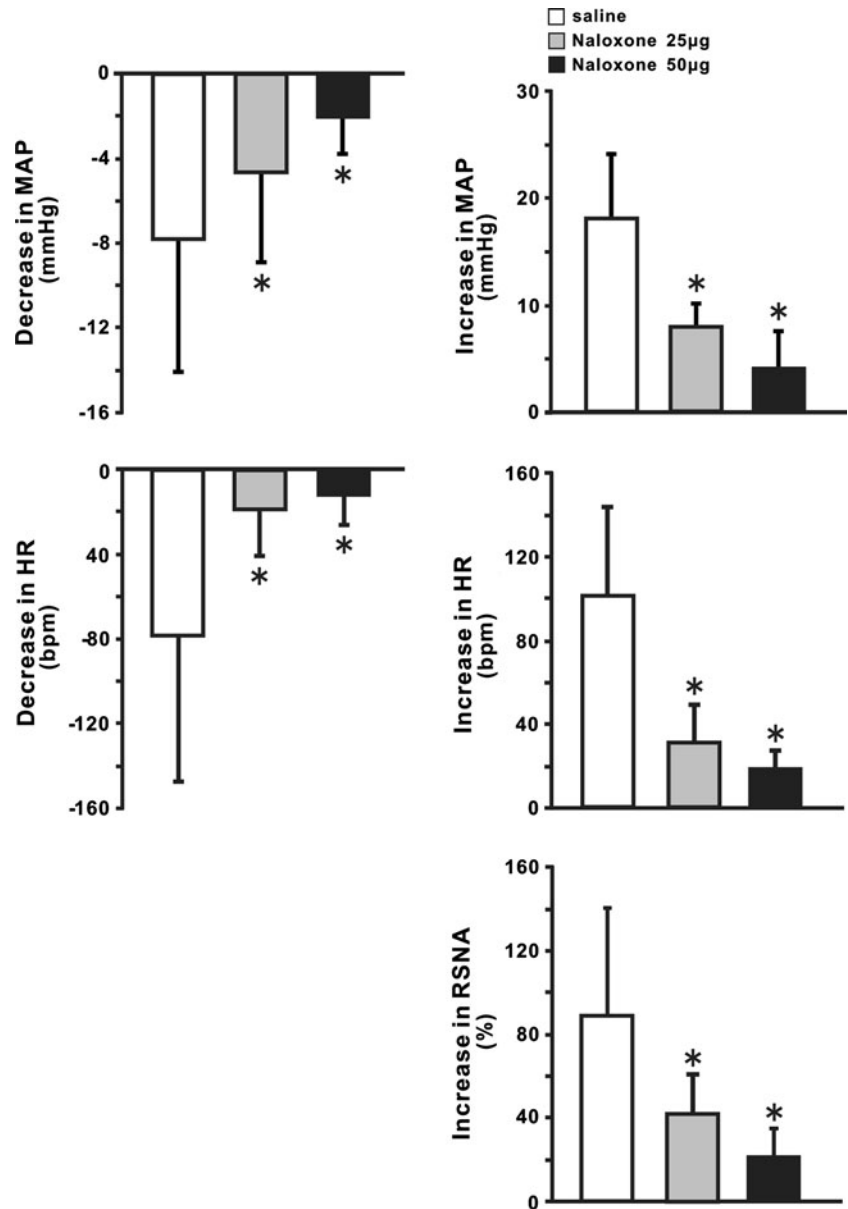 saline
Naloxone 25µg
Naloxone 50µg
Decrease in MAP
(mmHg)
0
-4
-8
-12
-16
*
*
Increase in MAP
(mmHg)
30
20
10
0
*
*
Decrease in HR
(bpm)
0
40
-80
-120
-160
*
*
Increase in HR
(bpm)
160
120
80
40
0
*
*
Increase in RSNA
(%)
160
120
80
40
0
*
*